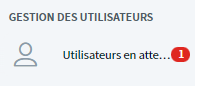 GESTION DES UTILISATEURS
Utilisateurs en atte... 1